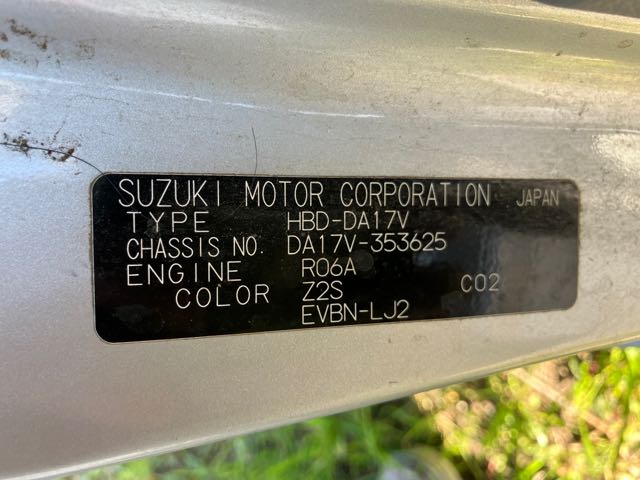 SUZUKI MOTOR CORPORATION JAPAN
TYPE HBD-DA17V
CHASSIS NO. DA17V-353625
ENGINE R06A
COLOR Z2S C02
EVBN-LJ2